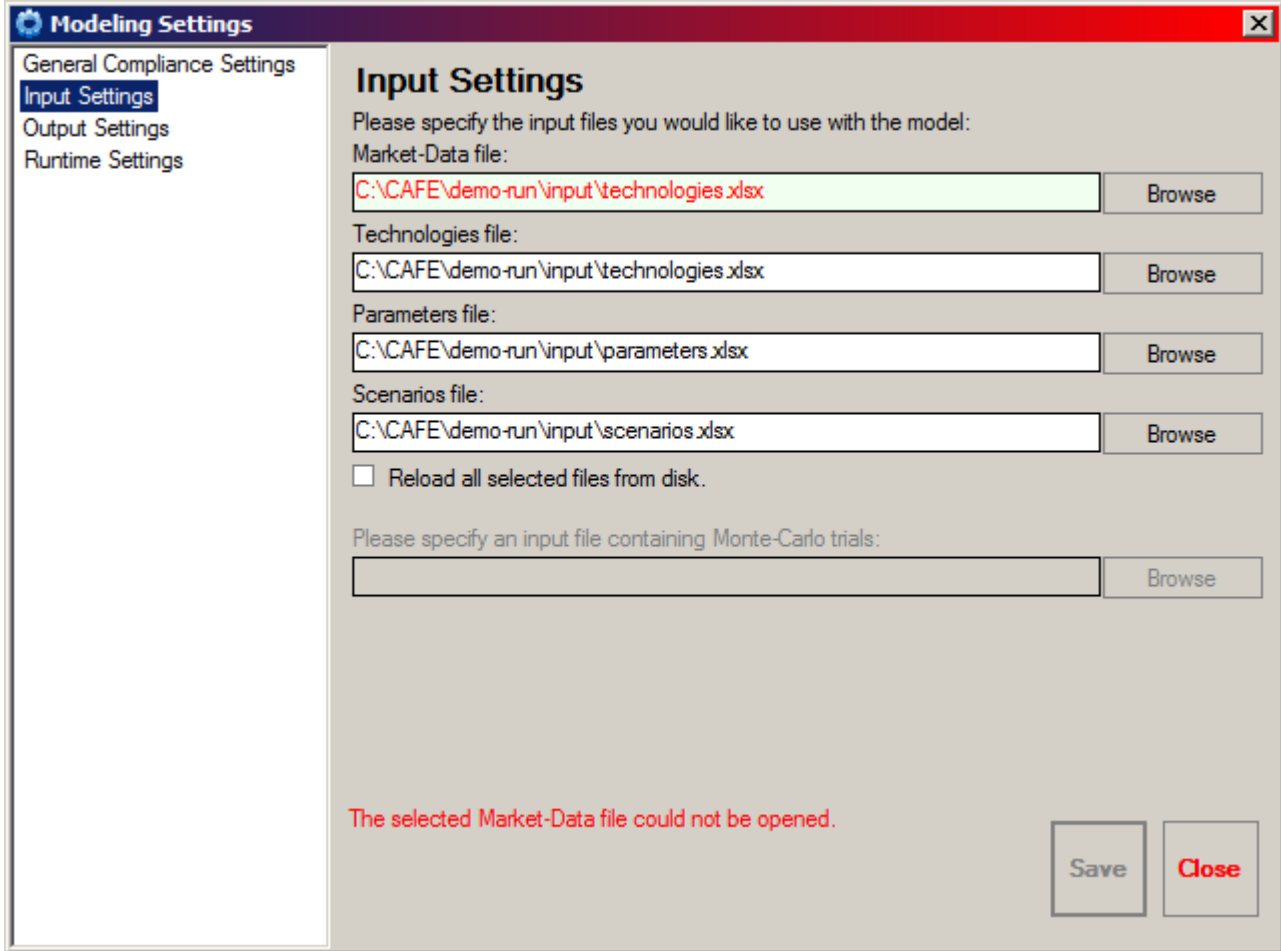 Modeling Settings
General Compliance Settings
Input Settings
Output Settings
Runtime Settings
Input Settings
Please specify the input files you would like to use with the model:
Market-Data file:
C:\CAFE\demo-run\input\technologies.xlsx
Browse
Technologies file:
C:\CAFE\demo-run\input\technologies.xlsx
Browse
Parameters file:
C:\CAFE\demo-run\input\parameters.xlsx
Browse
Scenarios file:
C:\CAFE\demo-run\input\scenarios.xlsx
Browse
Reload all selected files from disk.
Please specify an input file containing Monte-Carlo trials:
Browse
The selected Market-Data file could not be opened.
Save
Close